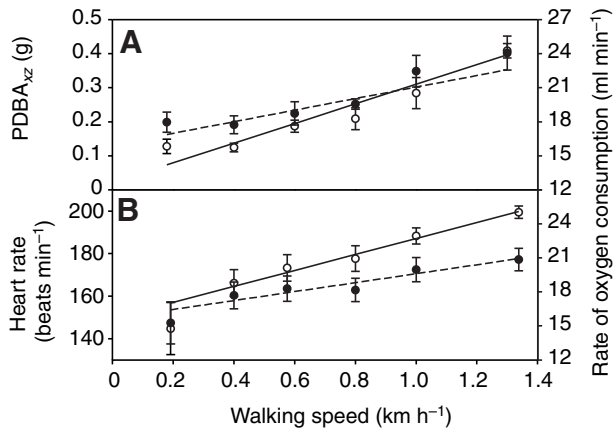 A
PDBAxz (g)
0.5
0.4
0.3
0.2
0.1
0
27
24
21
18
15
12
B
Heart rate
(beats min−1)
200
180
160
140
24
21
18
15
12
Rate of oxygen consumption (ml min−1)
0 0.2 0.4 0.6 0.8 1.0 1.2 1.4
Walking speed (km h−1)